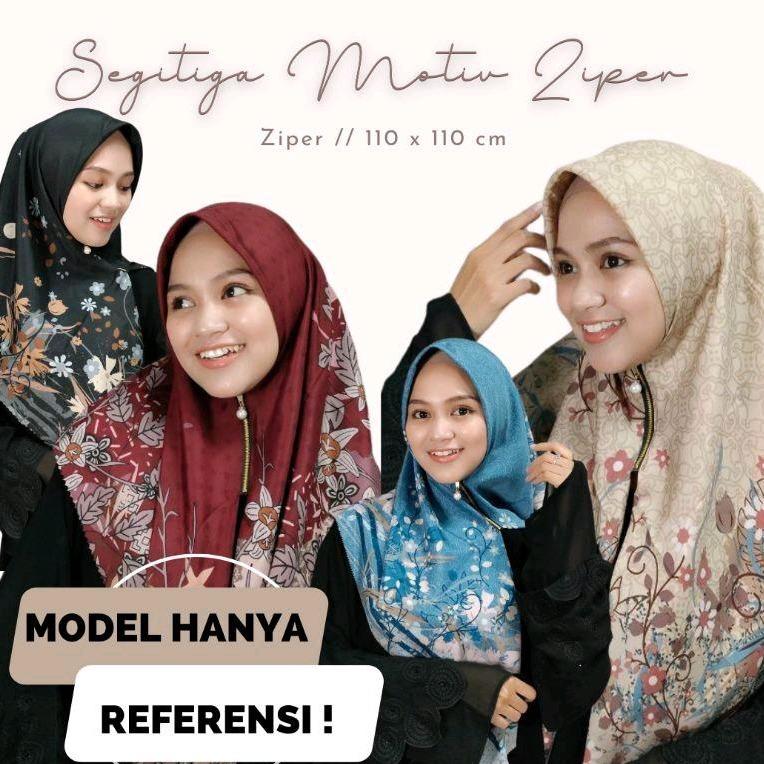 Segitiga Motiv Ziper
Ziper // 110 x 110 cm
MODEL HANYA
REFERENSI !